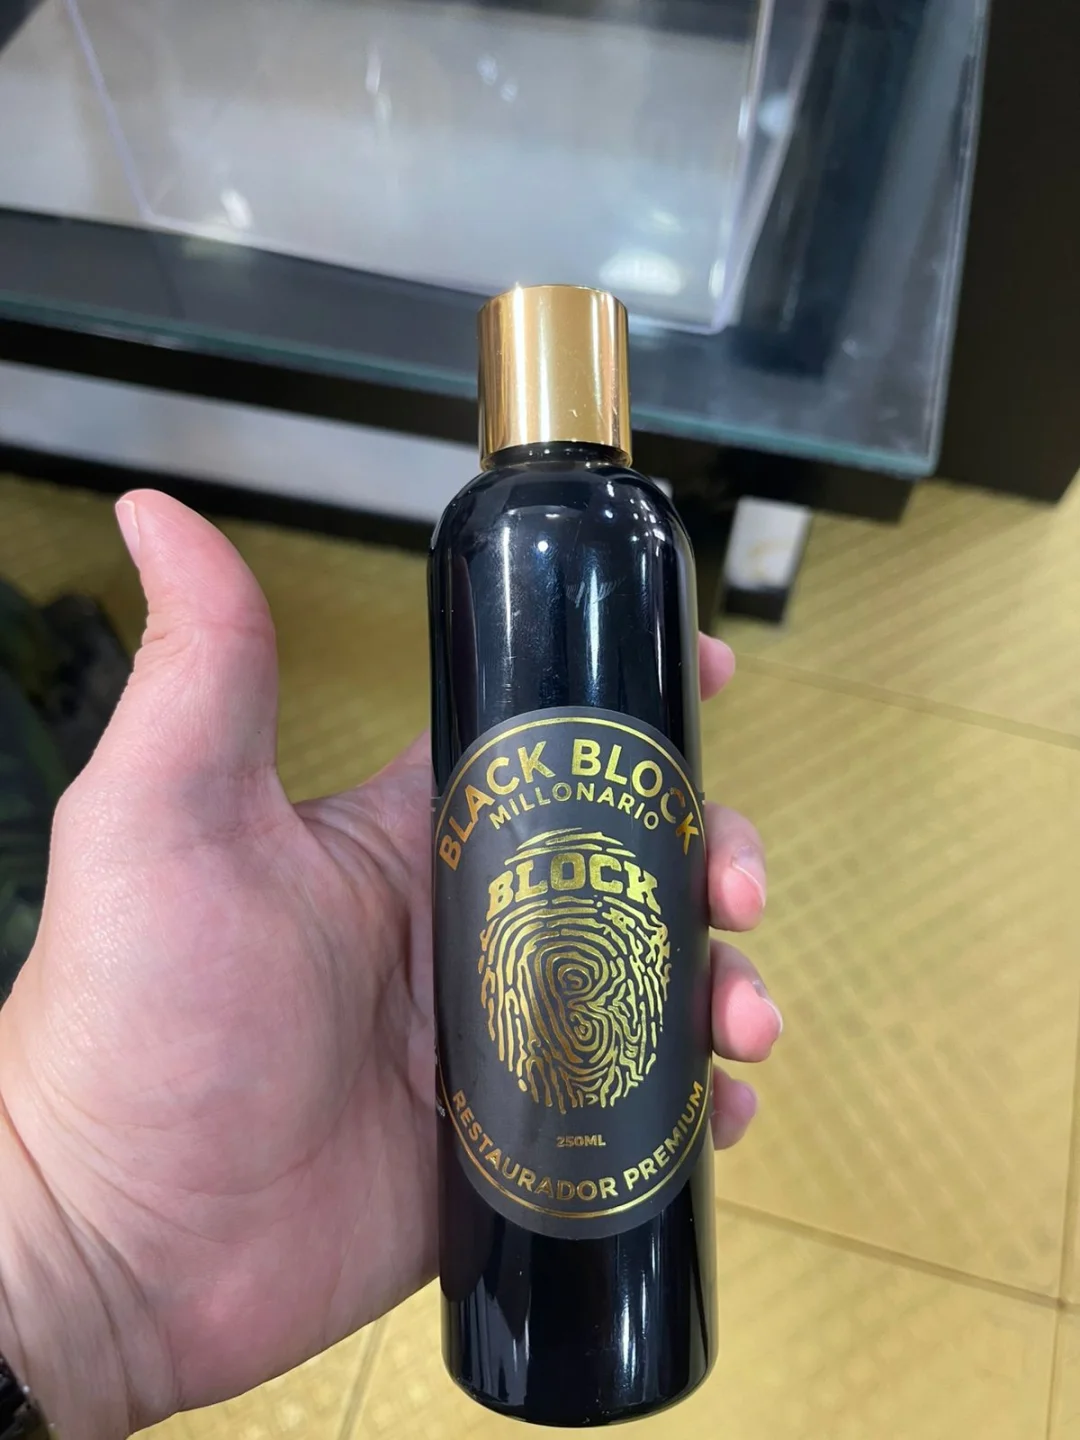 BLACK BLOCK
MILLONARIO
BLOCK
250ML
RESTAURADOR PREMIUM